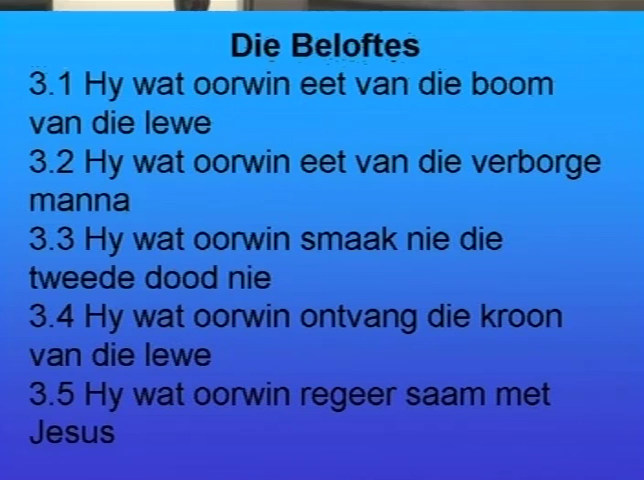 Die Beloftes
3.1 Hy wat oorwin eet van die boom
van die lewe
3.2 Hy wat oorwin eet van die verborge
manna
3.3 Hy wat oorwin smaak nie die
tweede dood nie
3.4 Hy wat oorwin ontvang die kroon
van die lewe
3.5 Hy wat oorwin regeer saam met
Jesus